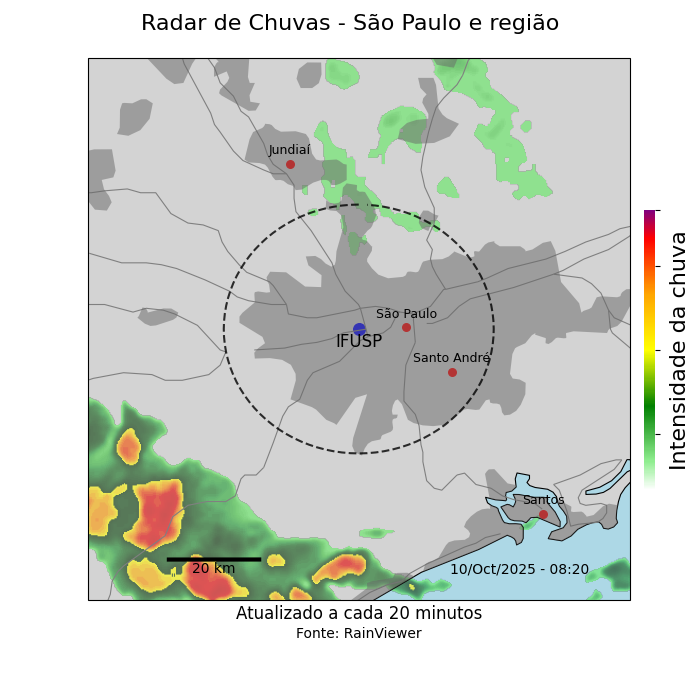 Radar de Chuvas - São Paulo e região
Jundiaí
São Paulo
IFUSP
Santo André
Santos
20 km
10/Oct/2025 - 08:20
Intensidade da chuva
Atualizado a cada 20 minutos
Fonte: RainViewer